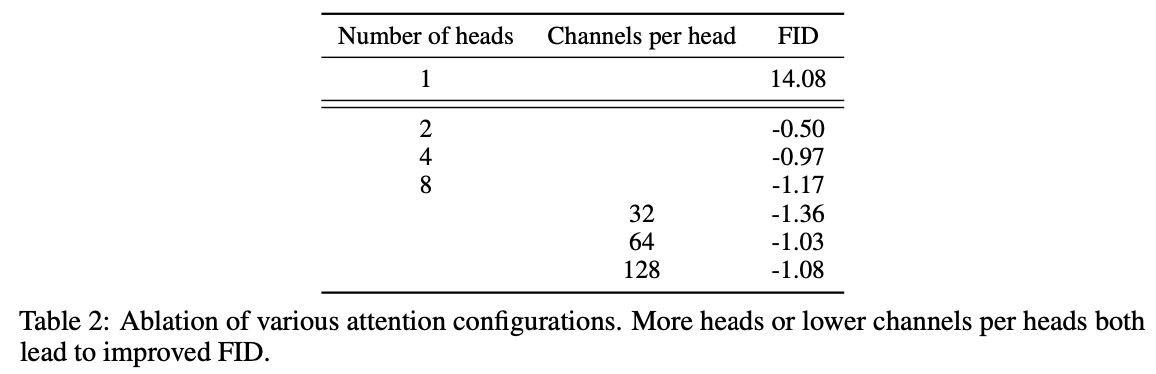 Number of heads Channels per head FID
1 14.08
2 -0.50
4 -0.97
8 -1.17
32 -1.36
64 -1.03
128 -1.08
Table 2: Ablation of various attention configurations. More heads or lower channels per heads both
lead to improved FID.